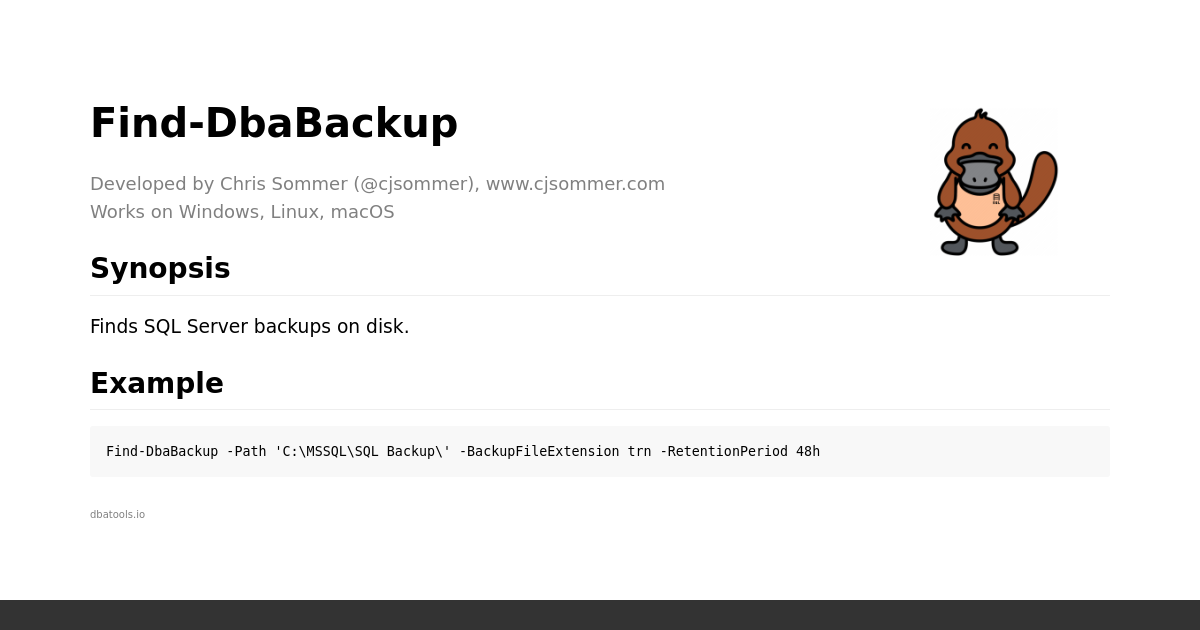 Find-DbaBackup
Developed by Chris Sommer (@cjsommer), www.cjsommer.com
Works on Windows, Linux, macOS
Synopsis
Finds SQL Server backups on disk.
Example
Find-DbaBackup -Path 'C:\MSSQL\SQL Backup\' -BackupFileExtension trn -RetentionPeriod 48h
dbatools.io